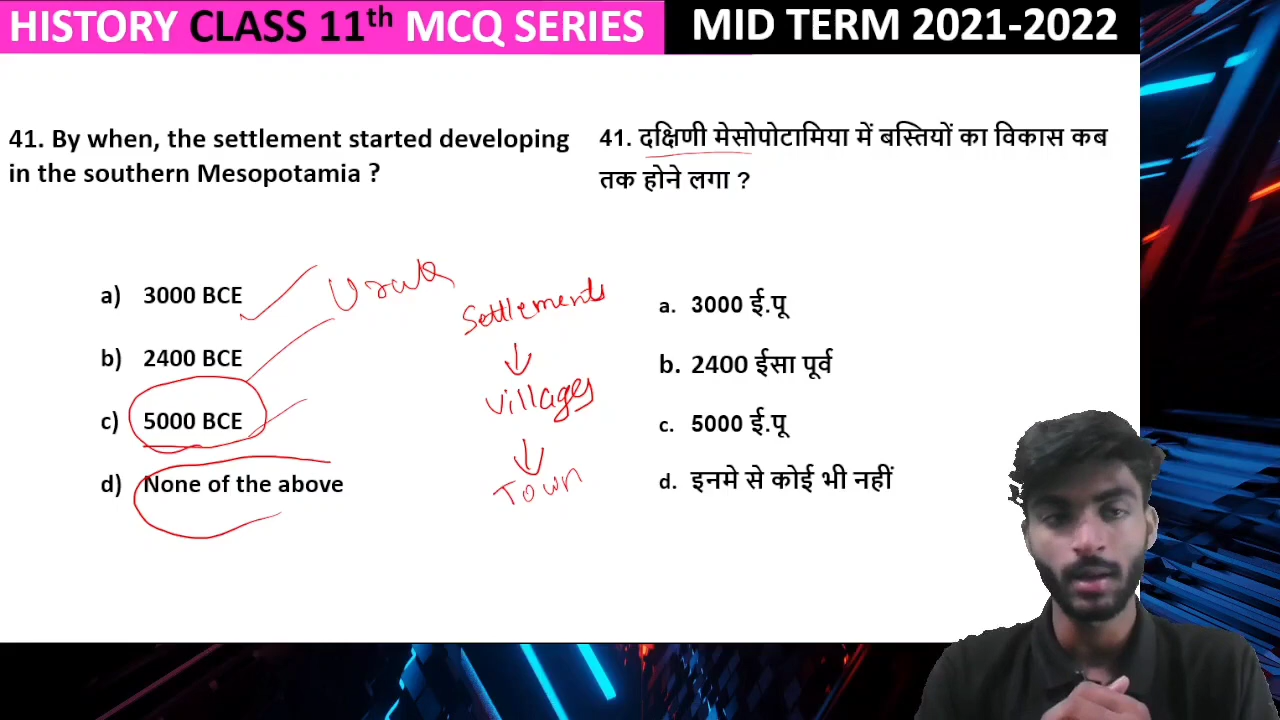 HISTORY CLASS 11th MCQ SERIES
MID TERM 2021-2022
41. By when, the settlement started developing
in the southern Mesopotamia ?
a) 3000 BCE
b) 2400 BCE
c) 5000 BCE
d) None of the above
Uruk
Settlements
Villages
Town
41. दक्षिणी मेसोपोटामिया में बस्तियों का विकास कब
तक होने लगा ?
a. 3000 ई.पू
b. 2400 ईसा पूर्व
c. 5000 ई.पू
d. इनमे से कोई भी नहीं